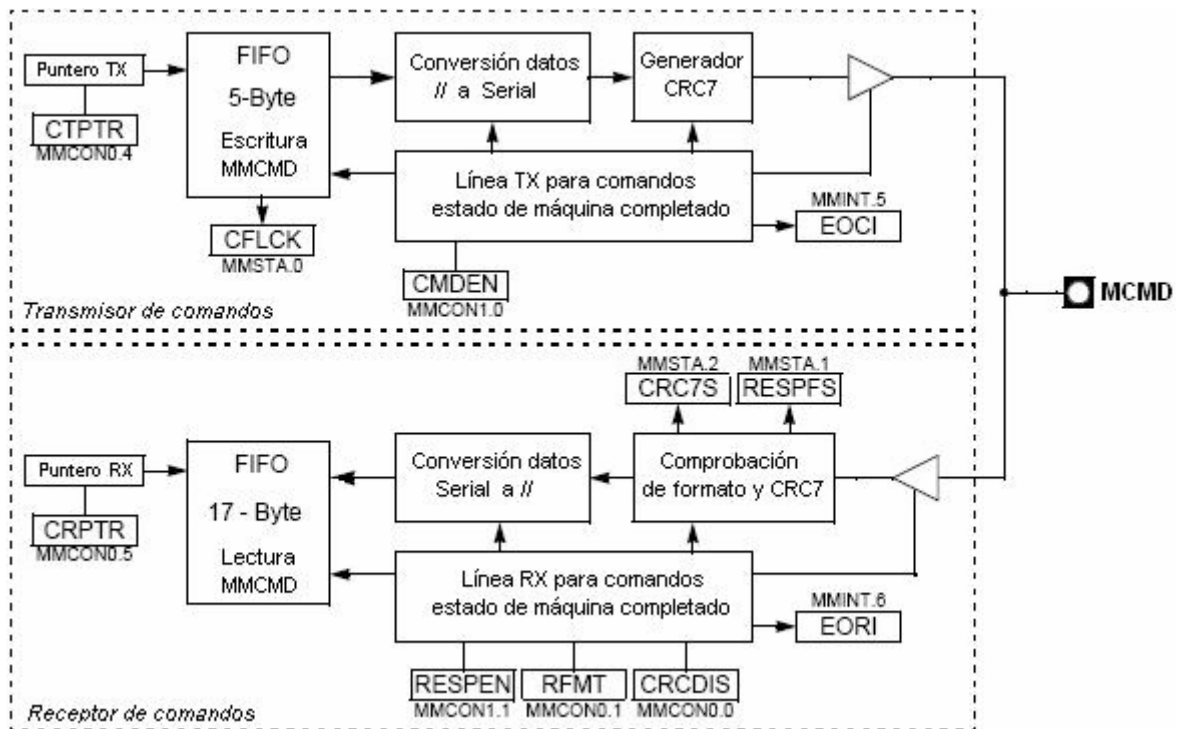 Puntero TX
CTPTR
MMCON0.4
FIFO
5-Byte
Escritura
MMCMD
CFLCK
MMSTA.0
Conversión datos
// a Serial
Generador
CRC7
Línea TX para comandos
estado de máquina completado
CMDEN
MMCON1.0
MMINT.5
EOCI
Transmisor de comandos
MCMD
MMSTA.2
CRC7S
MMSTA.1
RESPFS
Puntero RX
CRPTR
MMCON0.5
FIFO
17 - Byte
Lectura
MMCMD
Conversión datos
Serial a //
Comprobación
de formato y CRC7
Línea RX para comandos
estado de máquina completado
MMINT.6
EORI
RESPEN
MMCON1.1
RFMT
MMCON0.1
CRCDIS
MMCON0.0
Receptor de comandos